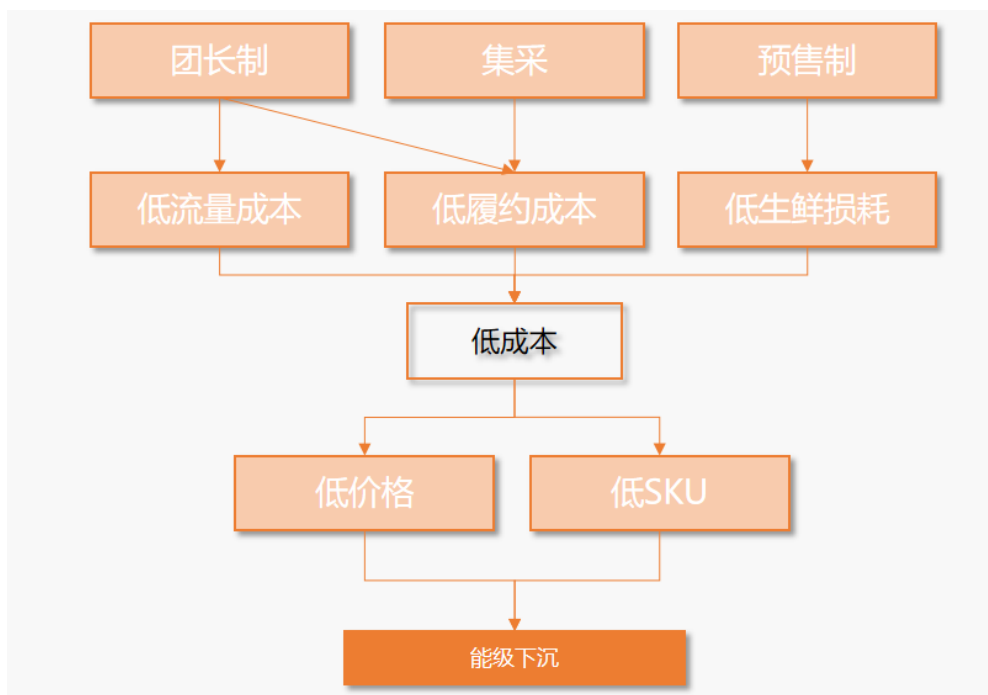 团长制
集采
预售制
低流量成本
低履约成本
低生鲜损耗
低成本
低价格
低SKU
能级下沉